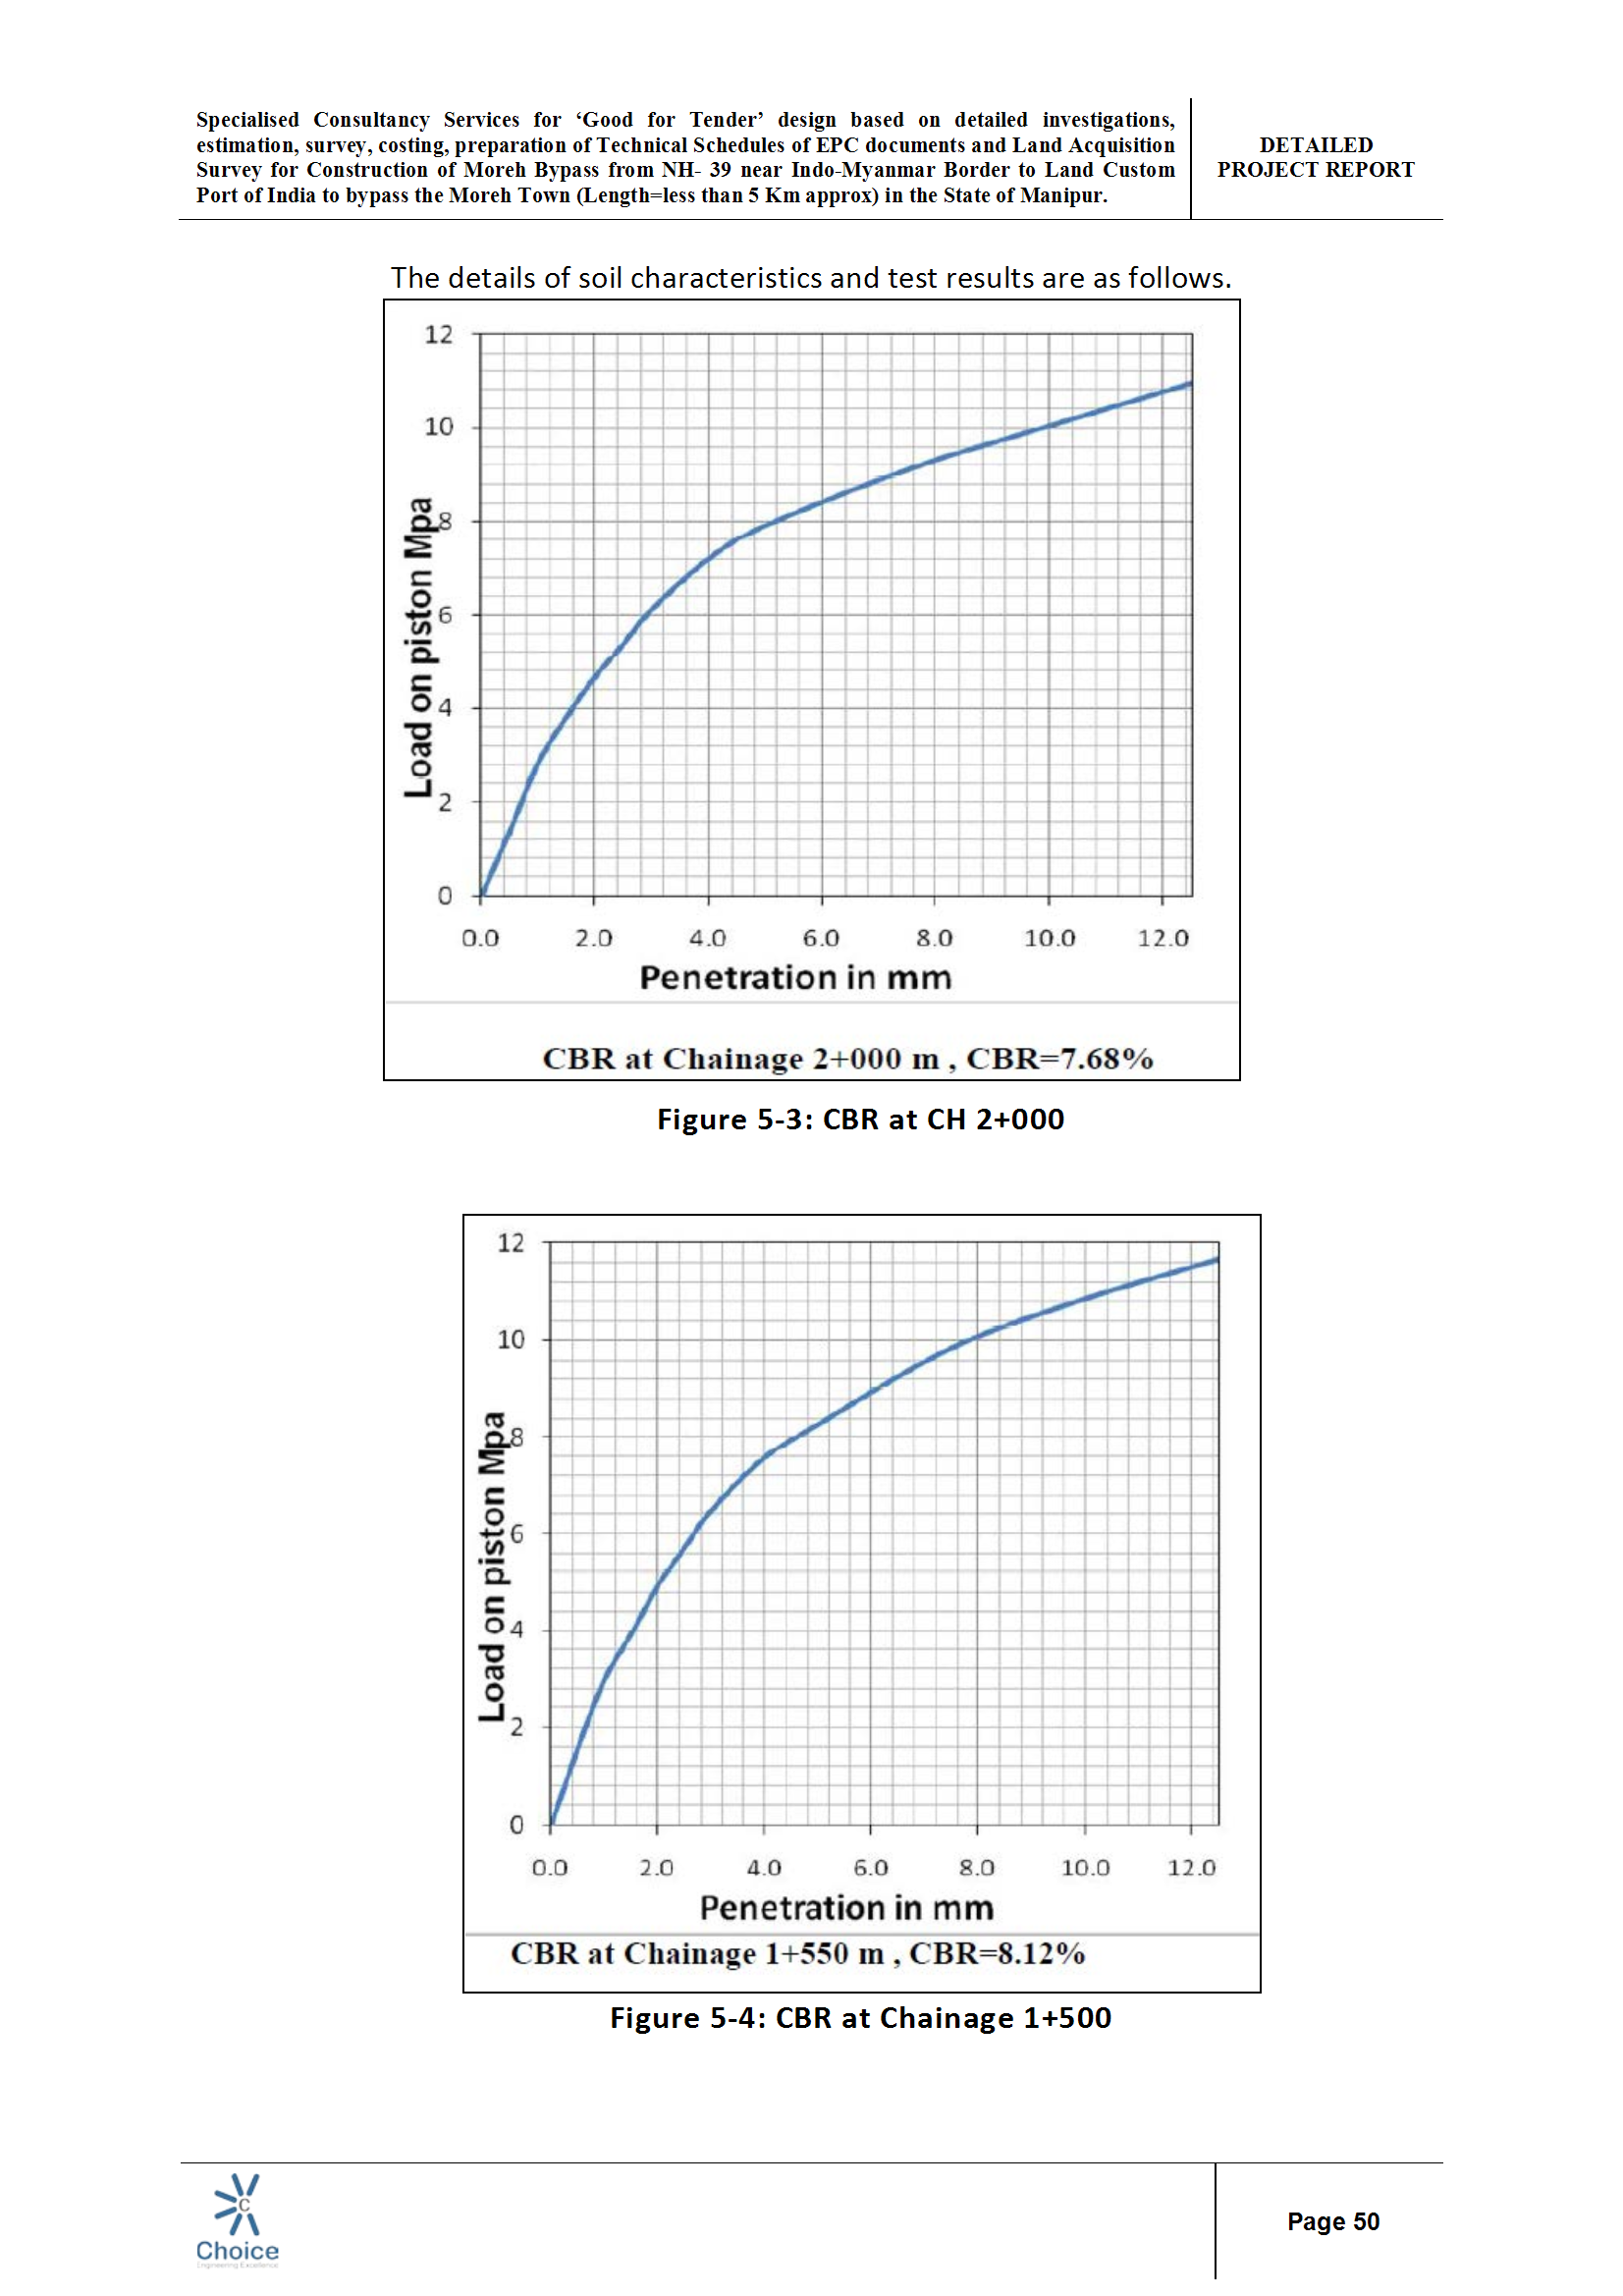 Specialised Consultancy Services for ‘Good for Tender’ design based on detailed investigations,
estimation, survey, costing, preparation of Technical Schedules of EPC documents and Land Acquisition
Survey for Construction of Moreh Bypass from NH- 39 near Indo-Myanmar Border to Land Custom
Port of India to bypass the Moreh Town (Length=less than 5 Km approx) in the State of Manipur.
DETAILED
PROJECT REPORT
The details of soil characteristics and test results are as follows.
12
10
8
6
4
2
0
Load on piston Mpa
0.0 2.0 4.0 6.0 8.0 10.0 12.0
Penetration in mm
CBR at Chainage 2+000 m , CBR=7.68%
Figure 5-3: CBR at CH 2+000
12
10
8
6
4
2
0
Load on piston Mpa
0.0 2.0 4.0 6.0 8.0 10.0 12.0
Penetration in mm
CBR at Chainage 1+550 m , CBR=8.12%
Figure 5-4: CBR at Chainage 1+500
C
Choice
Engineering Excellence
Page 50